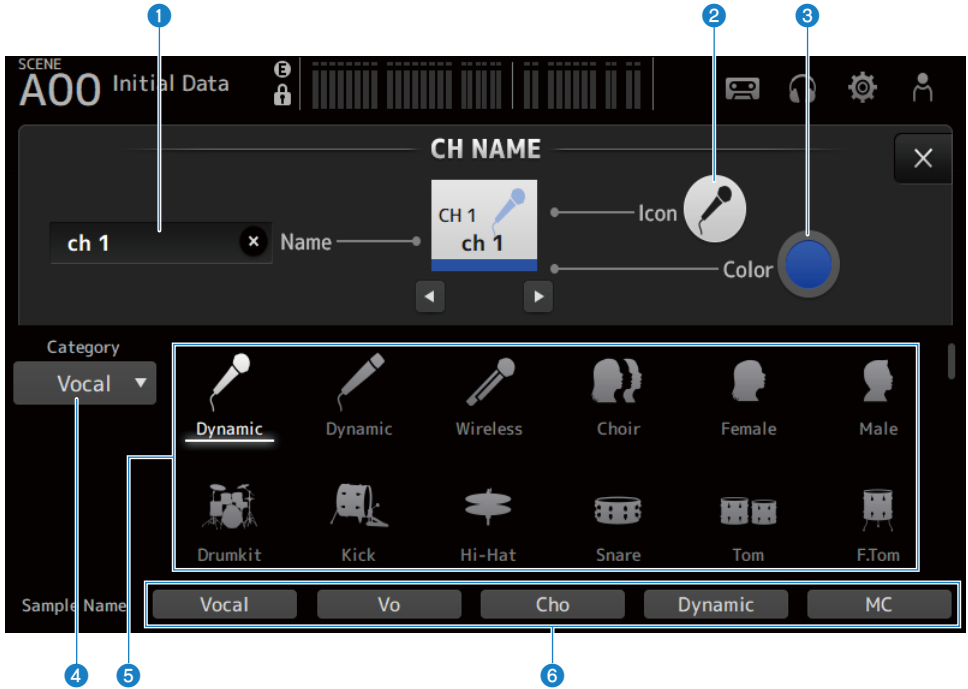 1 2 3
SCENE
A00 Initial Data E
CH NAME
CH 1
Icon
ch 1 × Name ch 1
Color
Category
Vocal
Dynamic Dynamic Wireless Choir Female Male
Drumkit Kick Hi-Hat Snare Tom F.Tom
Sample Name Vocal Vo Cho Dynamic MC
4 5 6